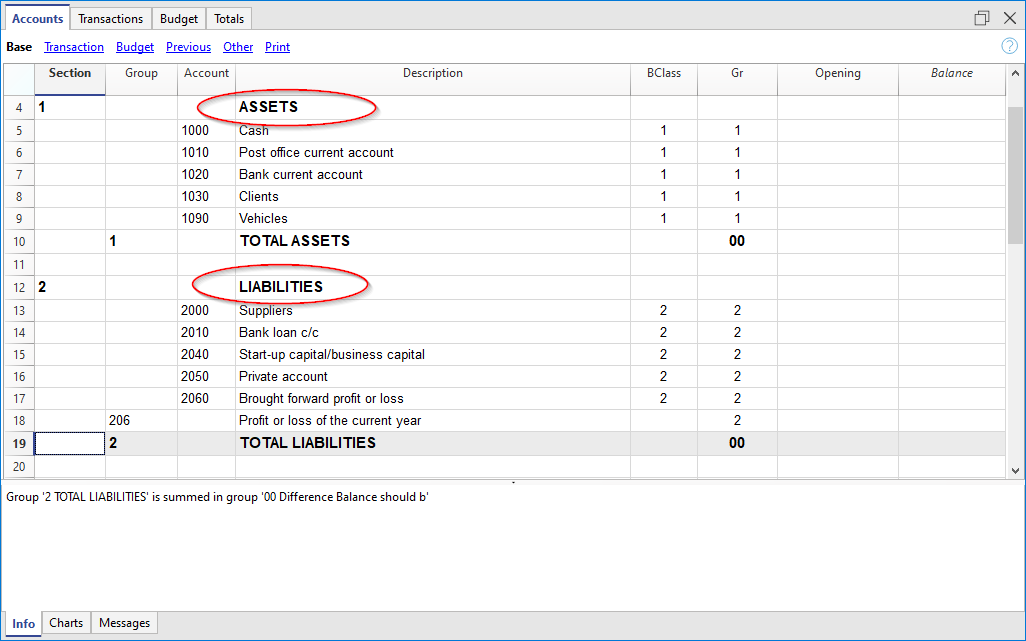 Accounts Transactions Budget Totals
Base Transaction Budget Previous Other Print ?
Section Group Account Description BClass Gr Opening Balance
4 1 ASSETS
5 1000 Cash 1 1
6 1010 Post office current account 1 1
7 1020 Bank current account 1 1
8 1030 Clients 1 1
9 1090 Vehicles 1 1
10 1 TOTAL ASSETS 00
11
12 2 LIABILITIES
13 2000 Suppliers 2 2
14 2010 Bank loan c/c 2 2
15 2040 Start-up capital/business capital 2 2
16 2050 Private account 2 2
17 2060 Brought forward profit or loss 2 2
18 206 Profit or loss of the current year 2
19 2 TOTAL LIABILITIES 00
20
Group '2 TOTAL LIABILITIES' is summed in group '00 Difference Balance should b'
Info Charts Messages